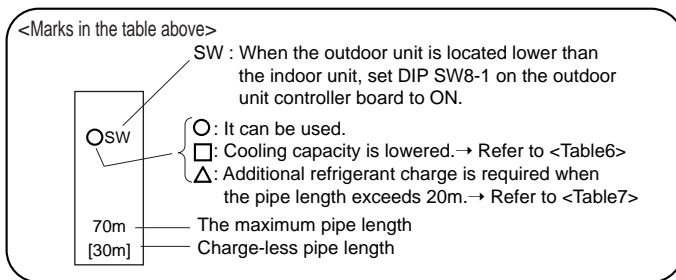 <Marks in the table above>
SW : When the outdoor unit is located lower than
the indoor unit, set DIP SW8-1 on the outdoor
unit controller board to ON.
○SW
○: It can be used.
□: Cooling capacity is lowered.→ Refer to <Table6>
△: Additional refrigerant charge is required when
the pipe length exceeds 20m.→ Refer to <Table7>
70m
The maximum pipe length
[30m]
Charge-less pipe length